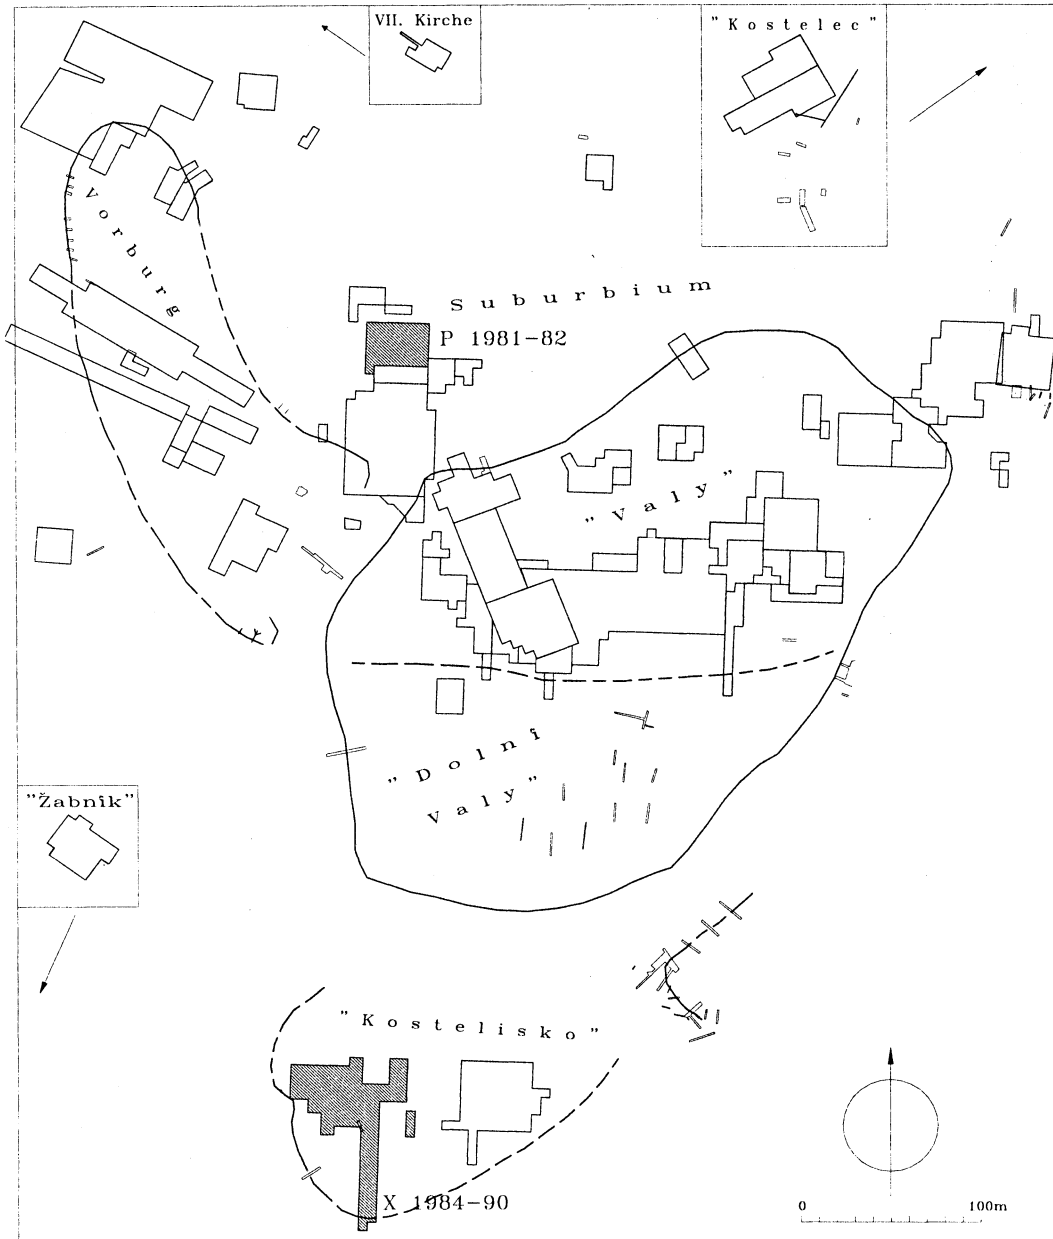 VII. Kirche
"Kostelec"
Vorburg
Suburbium
P 1981-82
"Valy"
"Dolní
Valy"
"Žabník"
"Kostelisko"
X 1984-90
0 100m